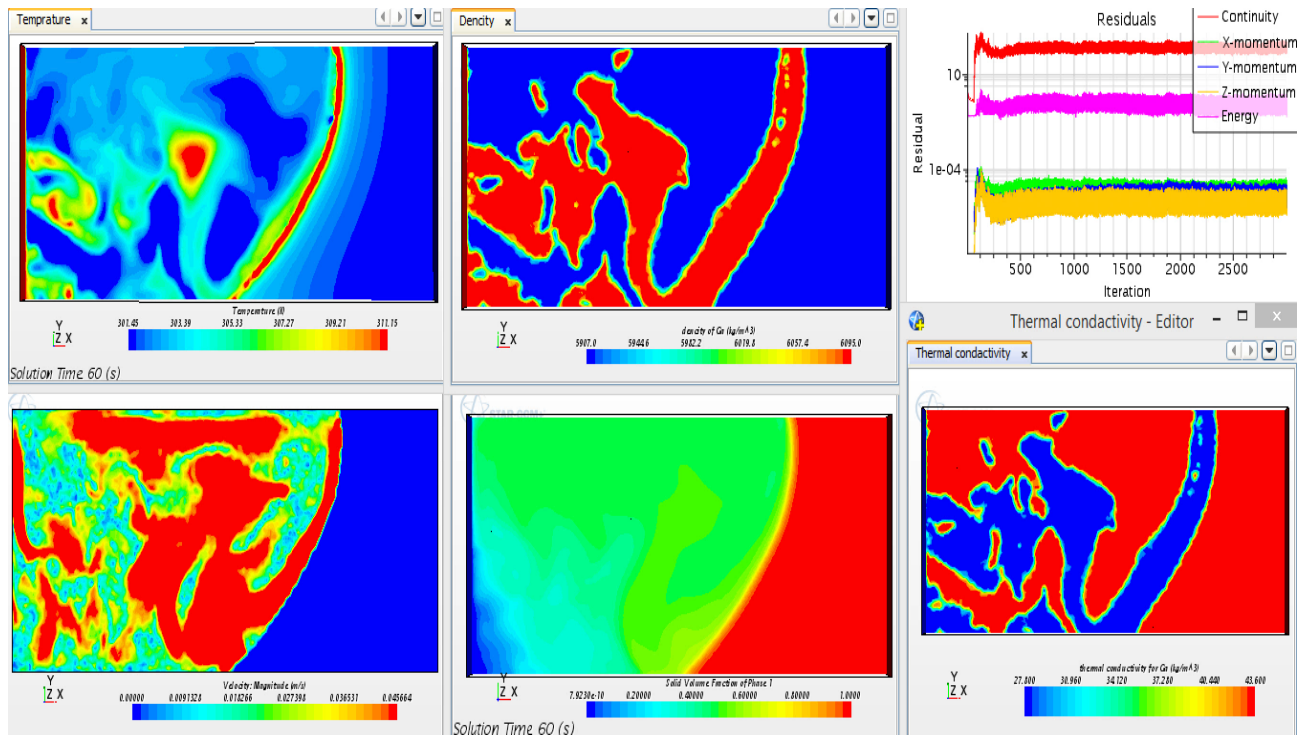 Temprature x
Temperature (K)
301.45 303.39 305.33 307.27 309.21 311.15
Y
Z X
Solution Time 60 (s)
Dencity x
dencity of Ga (kg/m^3)
5907.0 5944.6 5982.2 6019.8 6057.4 6095.0
Y
Z X
Residuals
Continuity
X-momentum
Y-momentum
Z-momentum
Energy
Residual
10
1e-04
500 1000 1500 2000 2500
Iteration
Velocity: Magnitude (m/s)
0.00000 0.0091328 0.018266 0.027398 0.036531 0.045664
Y
Z X
Solid Volume Fraction of Phase 1
7.9230e-10 0.20000 0.40000 0.60000 0.80000 1.0000
Y
Z X
Solution Time 60 (s)
Thermal condactivity - Editor
Thermal condactivity x
thermal conductivity for Ga (kg/m^3)
27.800 30.960 34.120 37.280 40.440 43.600
Y
Z X